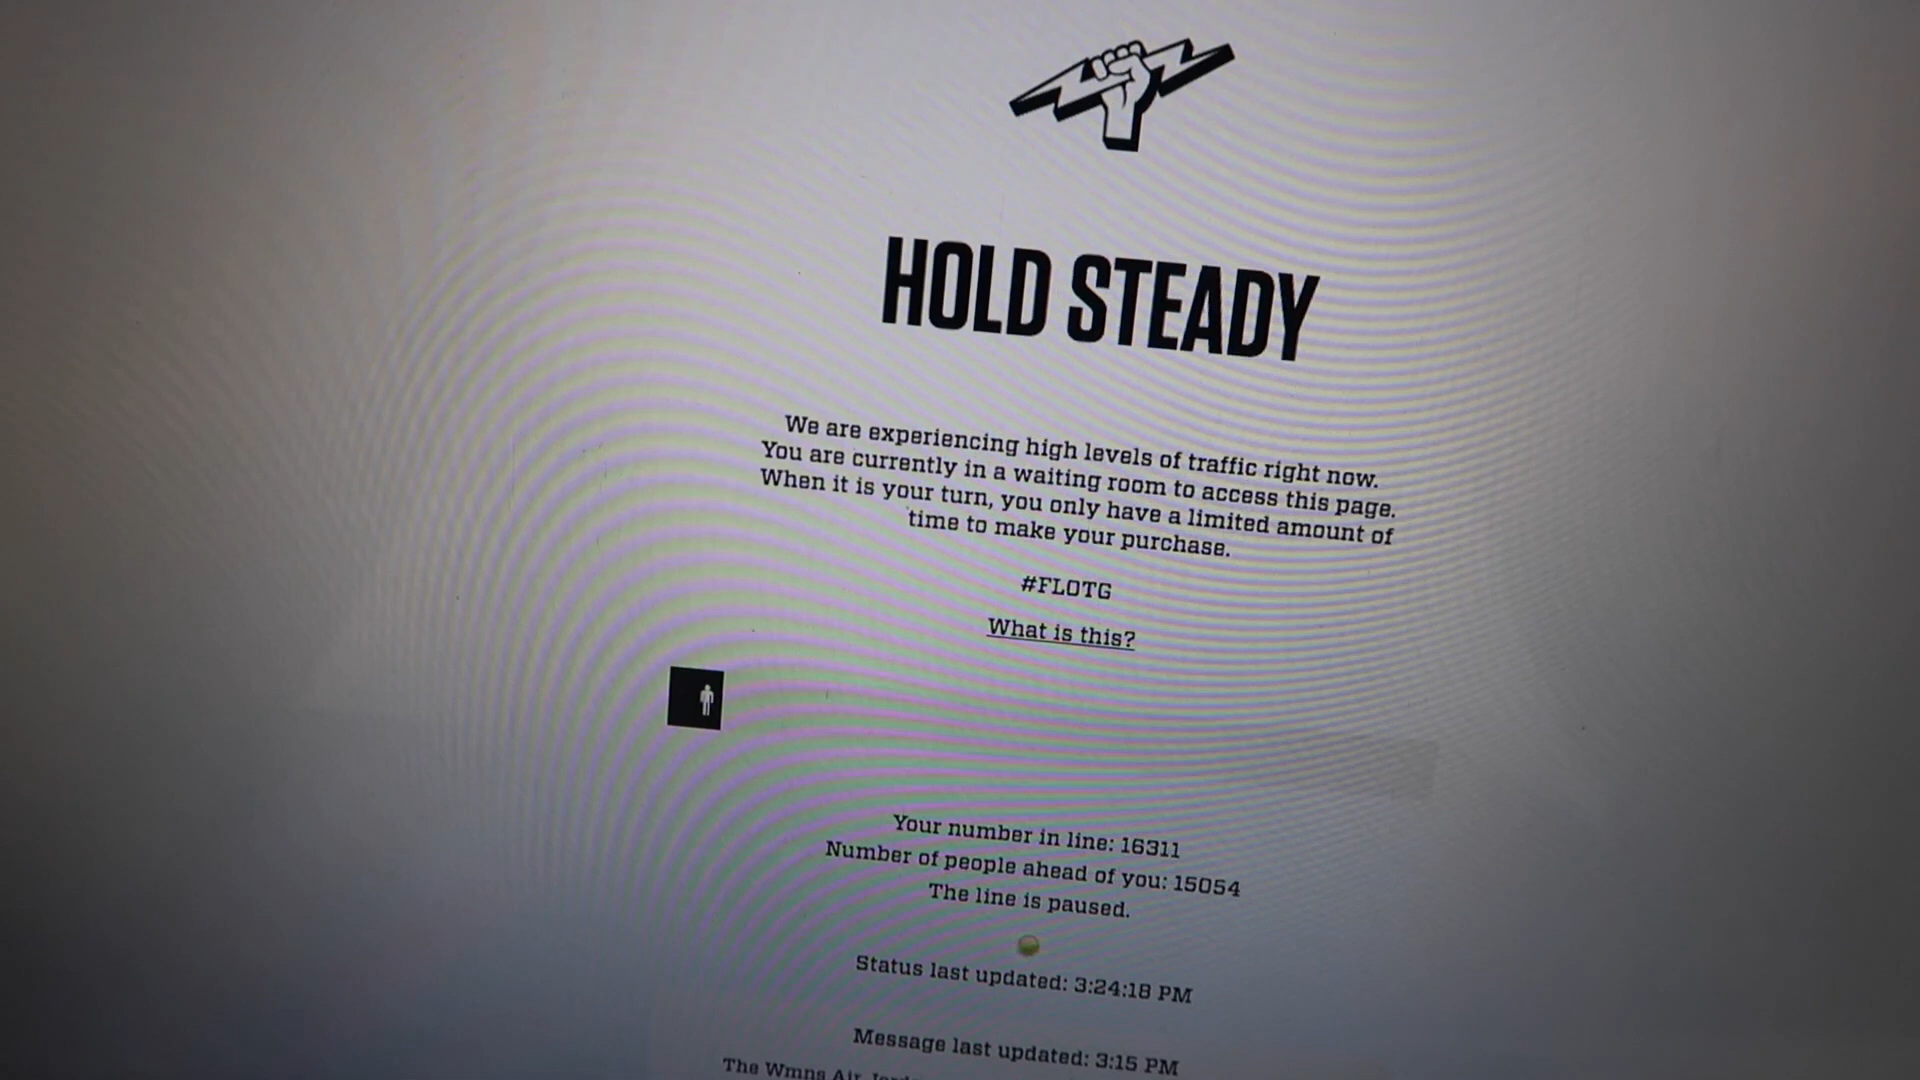 HOLD STEADY
We are experiencing high levels of traffic right now.
You are currently in a waiting room to access this page.
When it is your turn, you only have a limited amount of
time to make your purchase.
#FLOTG
What is this?
Your number in line: 16311
Number of people ahead of you: 15054
The line is paused.
Status last updated: 3:24:18 PM
Message last updated: 3:15 PM
The Wmns Air